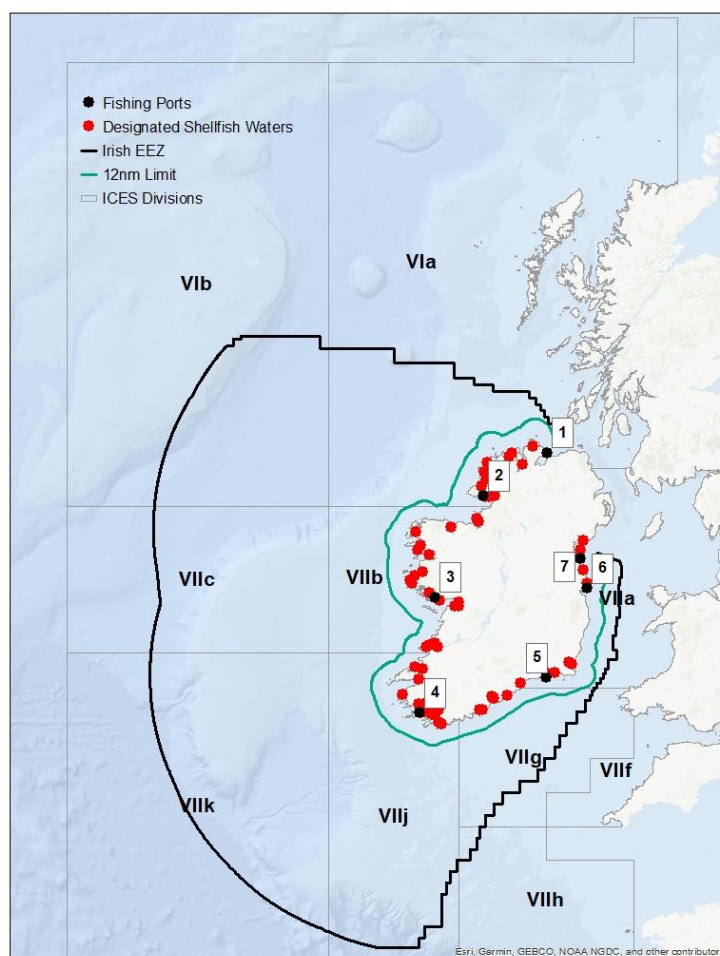 Fishing Ports
Designated Shellfish Waters
Irish EEZ
12nm Limit
ICES Divisions
VIb
VIa
1
2
VIIc
VIIb
3
7
6
VIIa
5
4
VIIg
VIIf
VIIk
VIIj
VIIh
Esri, Garmin, GEBCO, NOAA NGDC, and other contributor